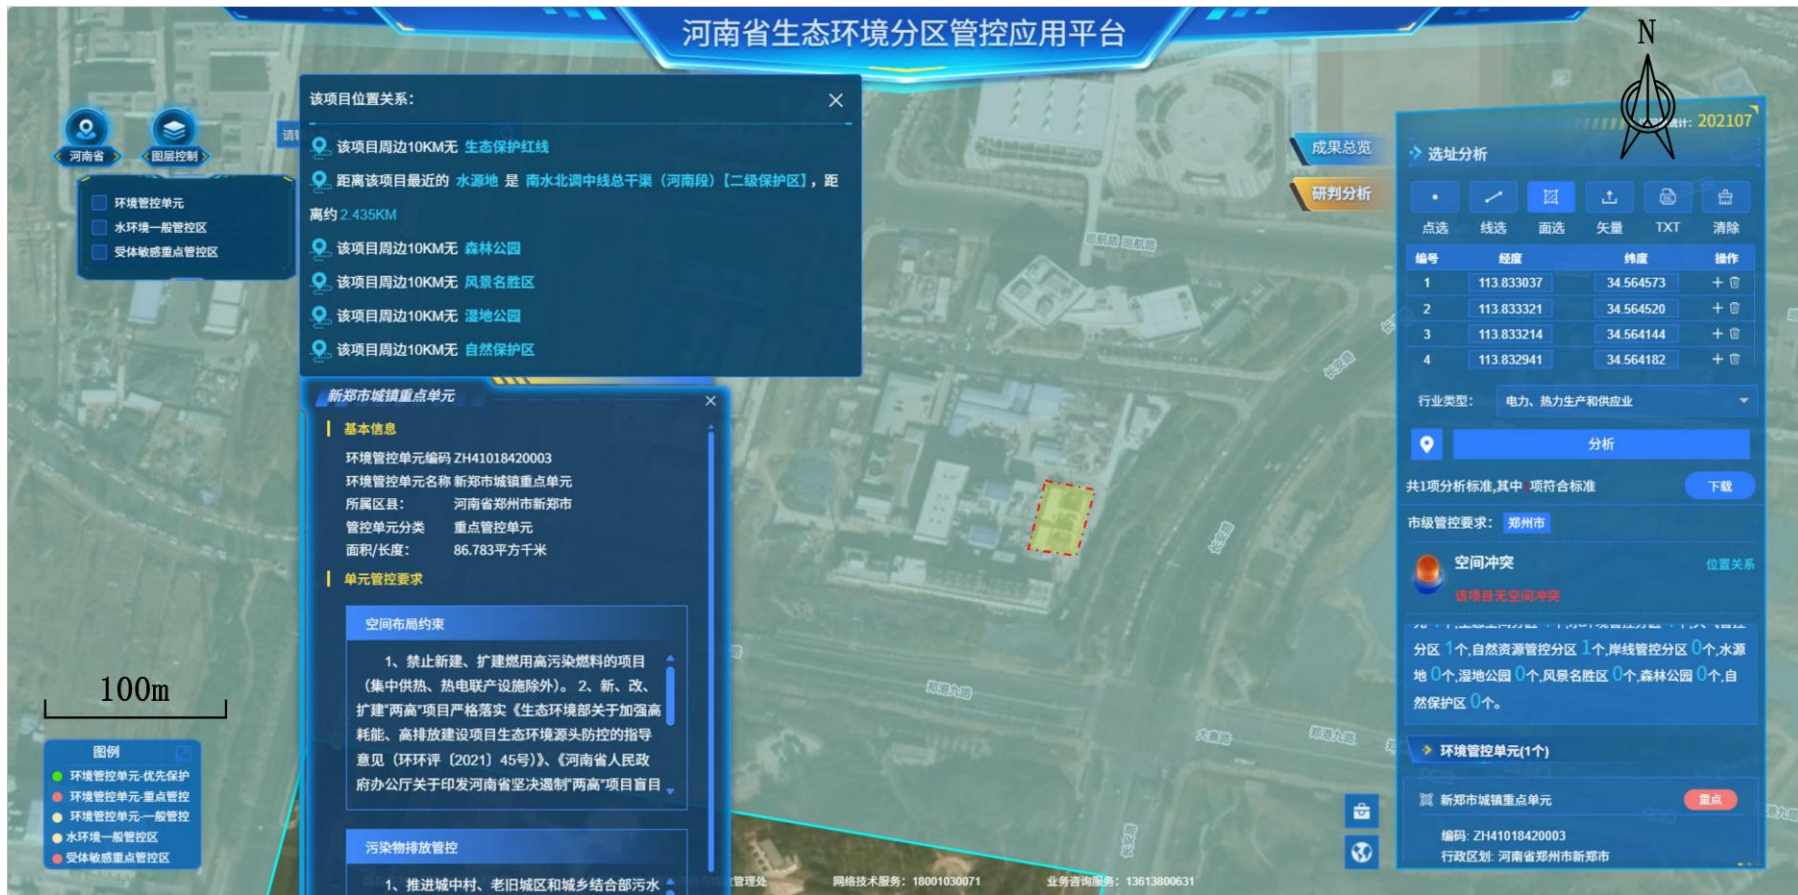 河南省生态环境分区管控应用平台
N
河南省
图层控制
环境管控单元
水环境一般管控区
受体敏感重点管控区
该项目位置关系：
该项目周边10KM无 生态保护红线
距离该项目最近的 水源地 是 南水北调中线总干渠（河南段）【二级保护区】，距
离约2.435KM
该项目周边10KM无 森林公园
该项目周边10KM无 风景名胜区
该项目周边10KM无 湿地公园
该项目周边10KM无 自然保护区
新郑市城镇重点单元
基本信息
环境管控单元编码 ZH41018420003
环境管控单元名称 新郑市城镇重点单元
所属区县： 河南省郑州市新郑市
管控单元分类 重点管控单元
面积/长度： 86.783平方千米
单元管控要求
空间布局约束
1、禁止新建、扩建燃用高污染燃料的项目
（集中供热、热电联产设施除外）。 2、新、改、
扩建“两高”项目严格落实《生态环境部关于加强高
耗能、高排放建设项目生态环境源头防控的指导
意见（环环评〔2021〕45号）》、《河南省人民政
府办公厅关于印发河南省坚决遏制“两高”项目盲目
污染物排放管控
1、推进城中村、老旧城区和城乡结合部污水
100m
图例
环境管控单元-优先保护
环境管控单元-重点管控
环境管控单元-一般管控
水环境一般管控区
受体敏感重点管控区
巡航路 巡航路
长安路
长安路
郑港九路
大寨路
郑港九路
长安路
管理处
网络技术服务：18001030071
业务咨询服务：13613800631
成果总览
研判分析
计：202107
选址分析
点选 线选 面选 矢量 TXT 清除
编号 经度 纬度 操作
1 113.833037 34.564573
2 113.833321 34.564520
3 113.833214 34.564144
4 113.832941 34.564182
行业类型： 电力、热力生产和供应业
分析
共1项分析标准,其中 项符合标准
下载
市级管控要求： 郑州市
空间冲突
位置关系
该项目无空间冲突
分区 1个,自然资源管控分区 1个,岸线管控分区 0个,水源
地 0个,湿地公园 0个,风景名胜区 0个,森林公园 0个,自
然保护区 0个。
环境管控单元(1个)
新郑市城镇重点单元
重点
编码: ZH41018420003
行政区划: 河南省郑州市新郑市